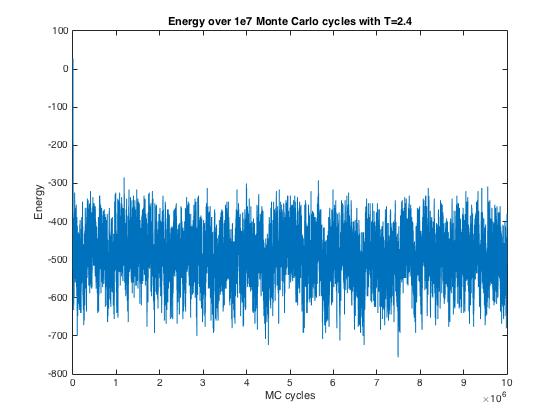 Energy over 1e7 Monte Carlo cycles with T=2.4
100
0
-100
-200
-300
-400
-500
-600
-700
-800
Energy
0 1 2 3 4 5 6 7 8 9 10
MC cycles
×10⁶